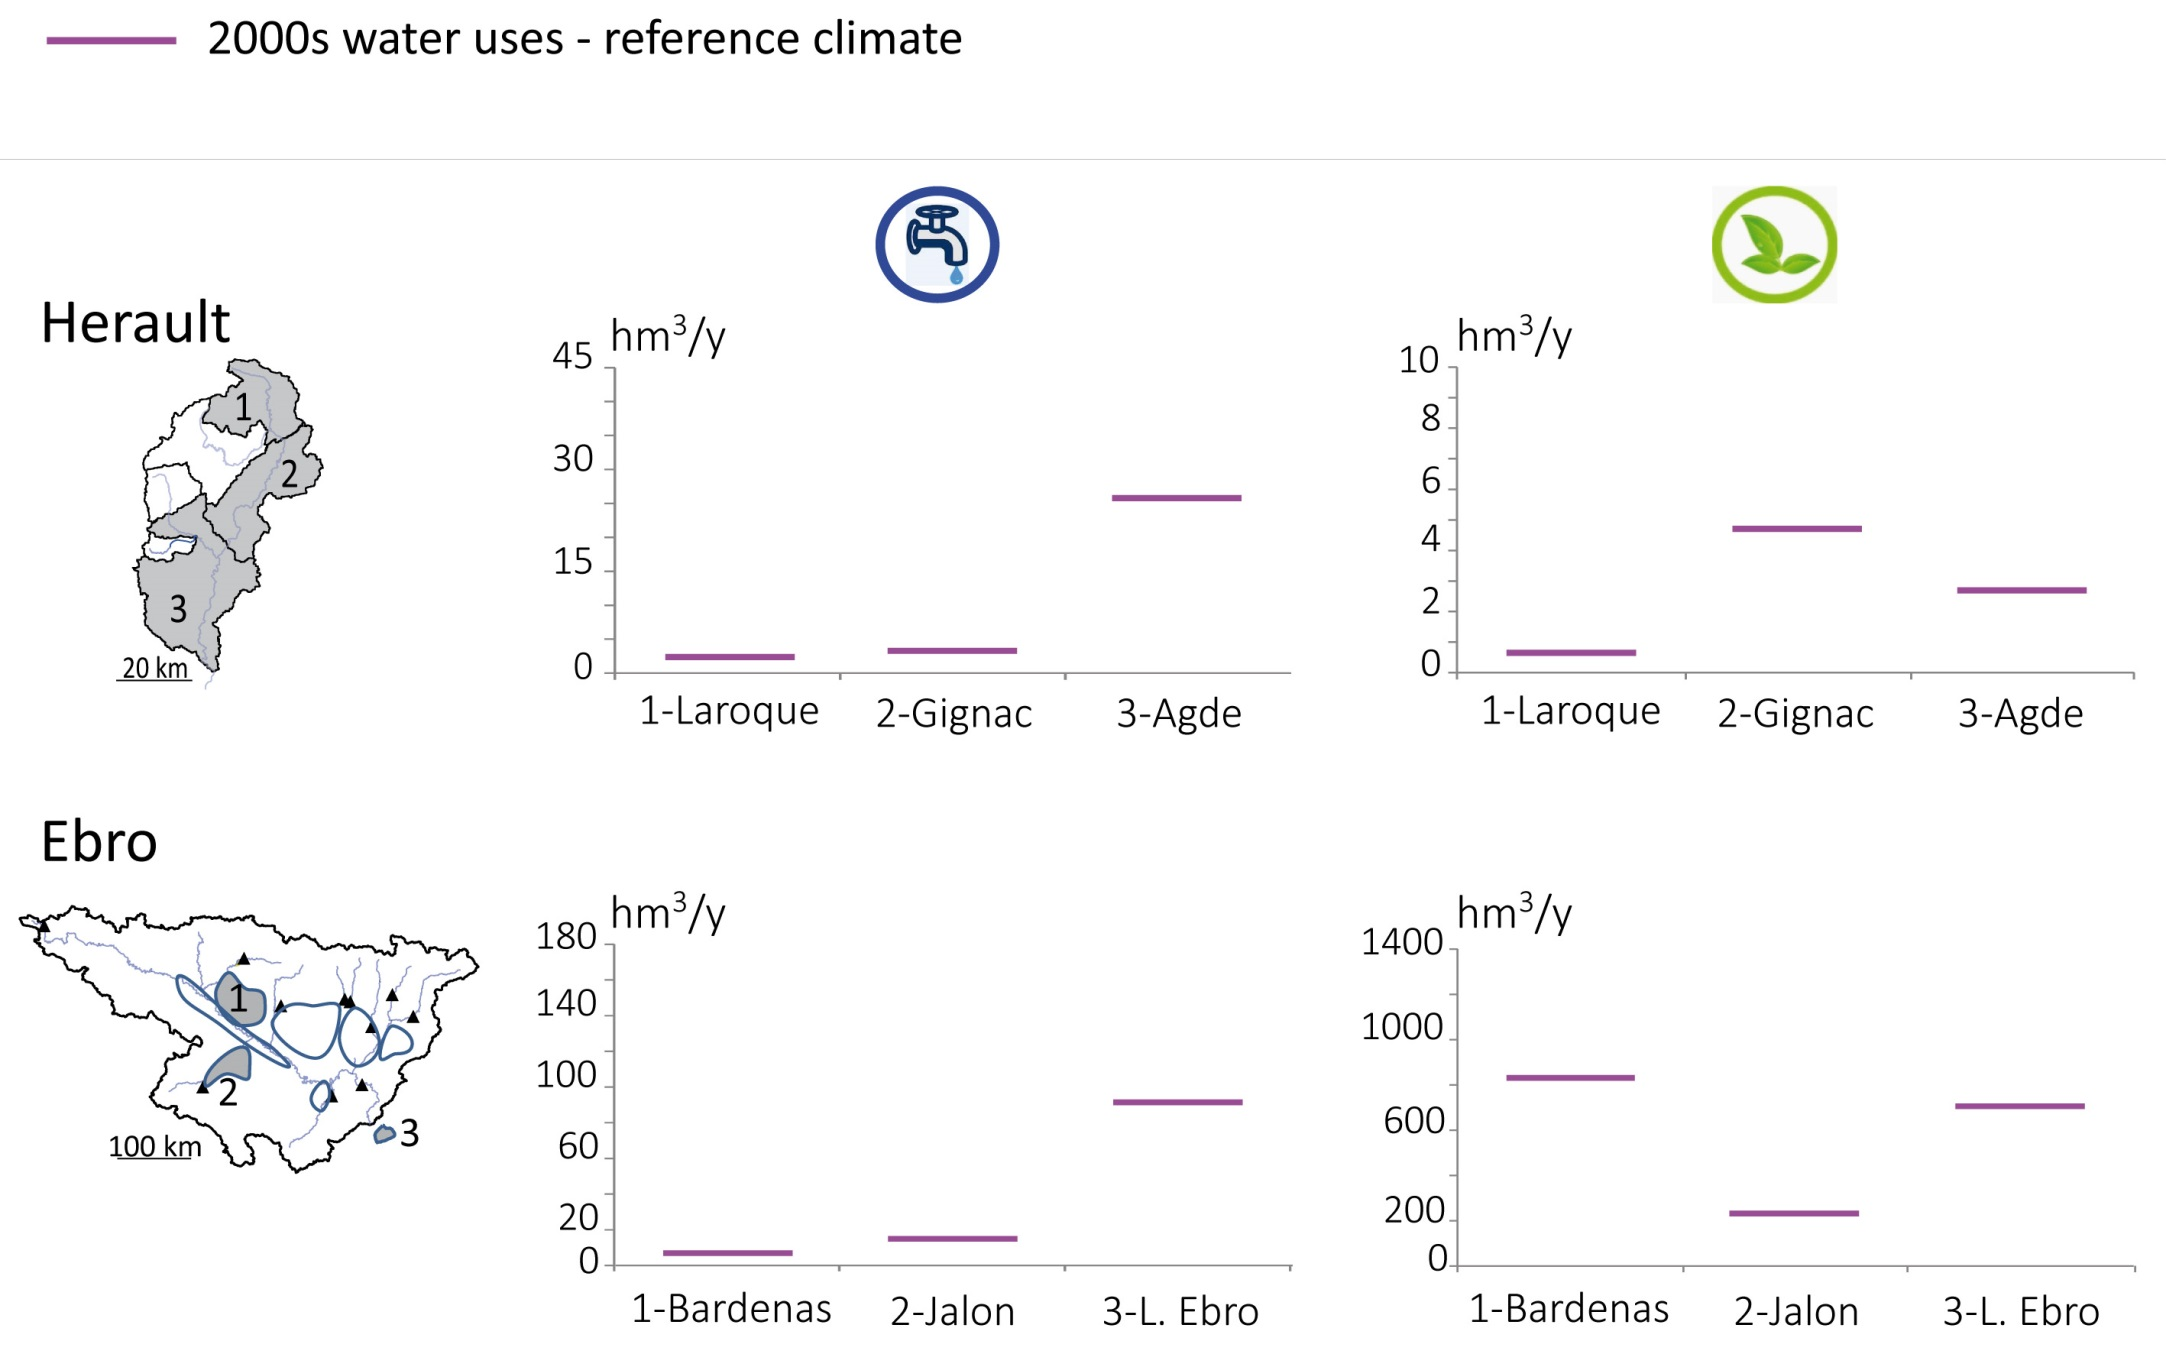 2000s water uses - reference climate
Herault
1
2
3
20 km
hm³/y
45
30
15
0
1-Laroque 2-Gignac 3-Agde
hm³/y
10
8
6
4
2
0
1-Laroque 2-Gignac 3-Agde
Ebro
1
2
3
100 km
hm³/y
180
140
100
60
20
0
1-Bardenas 2-Jalon 3-L. Ebro
hm³/y
1400
1000
600
200
0
1-Bardenas 2-Jalon 3-L. Ebro